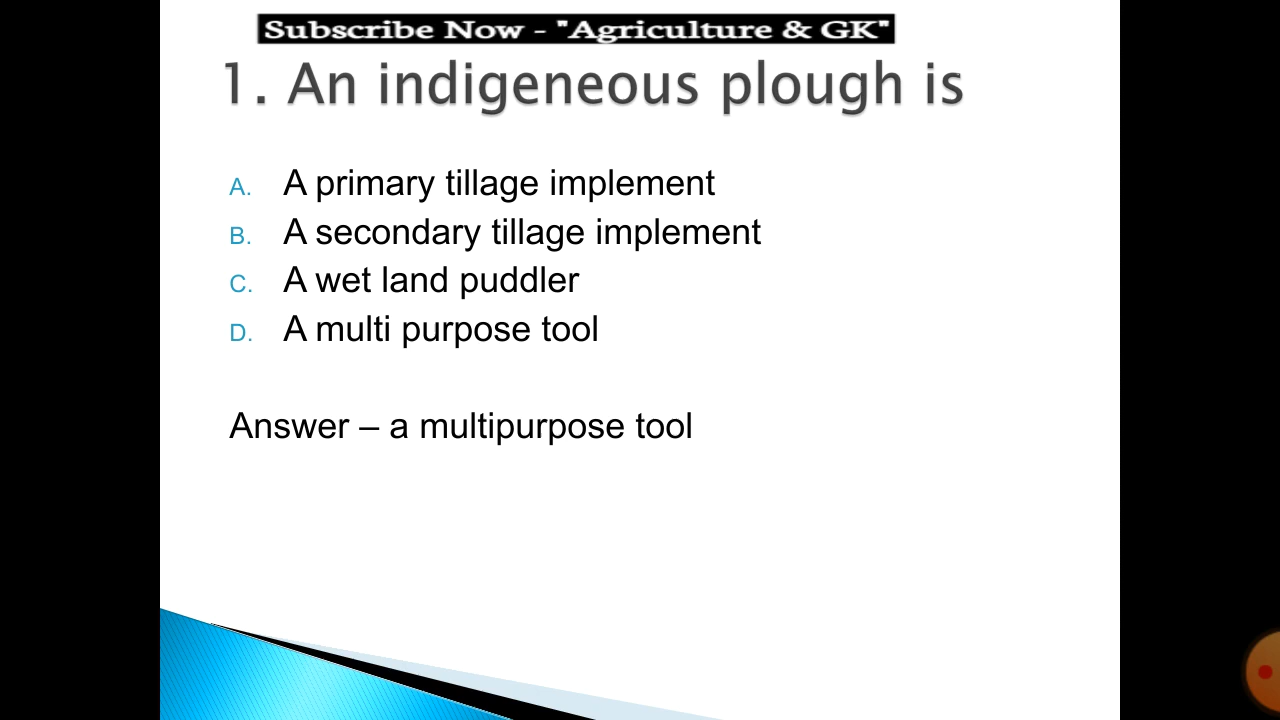 Subscribe Now - "Agriculture & GK"
1. An indigeneous plough is
A. A primary tillage implement
B. A secondary tillage implement
C. A wet land puddler
D. A multi purpose tool
Answer – a multipurpose tool